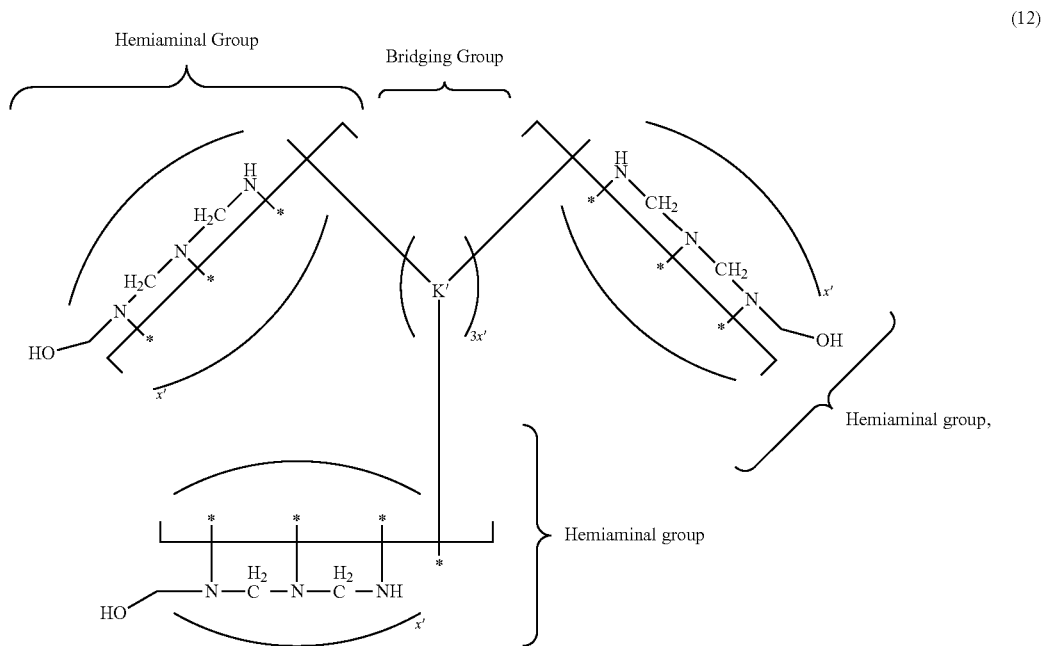 (12)
Hemiaminal Group
Bridging Group
H
N
*
H₂C
N
*
H₂C
N
*
HO
x'
K'
3x'
H
N
*
CH₂
N
*
CH₂
N
*
OH
x'
Hemiaminal group,
* * *
*
HO N C H₂ N C H₂ NH
x'
Hemiaminal group